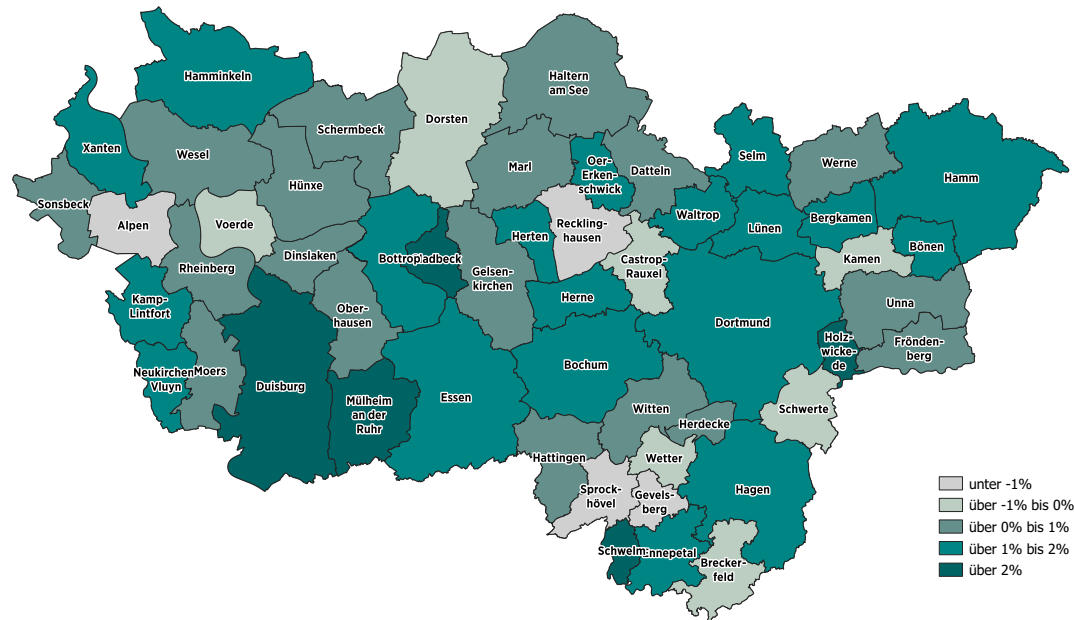 Hamminkeln
Haltern
am See
Dorsten
Schermbeck
Xanten
Wesel
Marl
Oer-
Erken-
schwick
Datteln
Selm
Werne
Hamm
Hünxe
Sonsbeck
Alpen
Voerde
Reckling-
hausen
Waltrop
Lünen
Bergkamen
Bönen
Herten
Dinslaken
Bottrop
ladbeck
Gelsen-
kirchen
Castrop-
Rauxel
Kamen
Rheinberg
Kamp-
Lintfort
Ober-
hausen
Herne
Dortmund
Unna
Holz-
wicke-
de
Frönden-
berg
Neukirchen
Vluyn
Moers
Duisburg
Mülheim
an der
Ruhr
Essen
Bochum
Witten
Herdecke
Schwerte
Hattingen
Wetter
Sprock-
hövel
Gevels-
berg
Hagen
Schwelm
Ennepetal
Brecker-
feld
unter -1%
über -1% bis 0%
über 0% bis 1%
über 1% bis 2%
über 2%